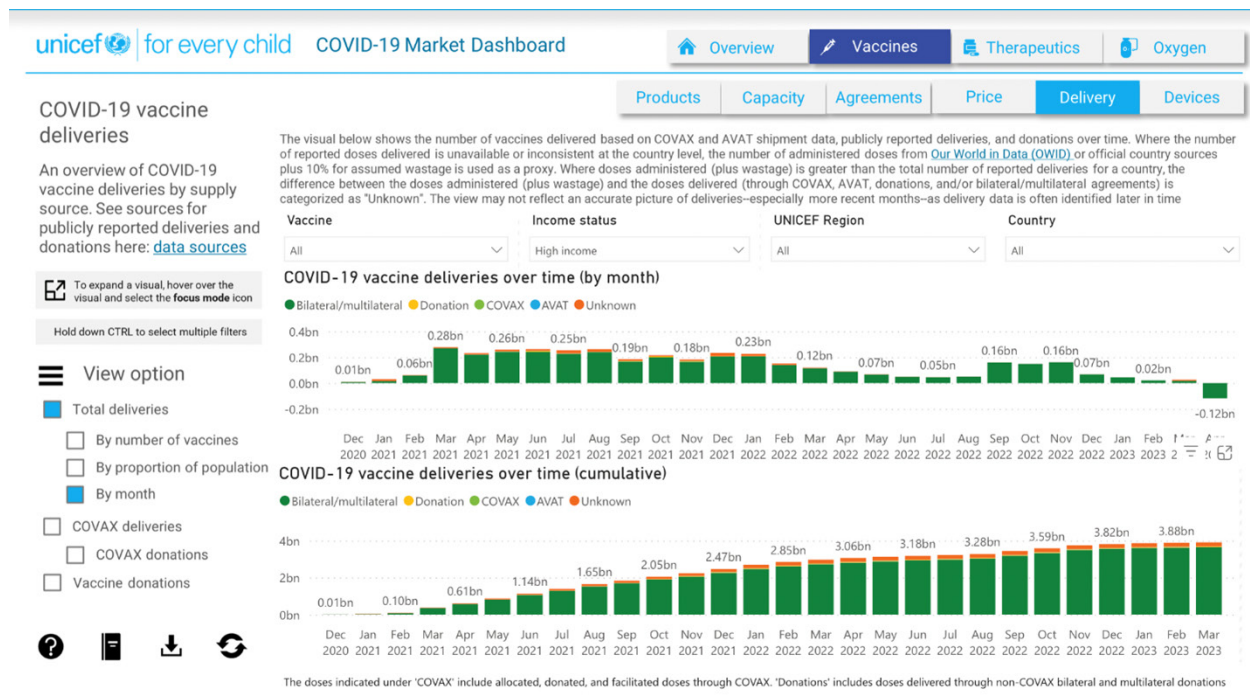 unicef for every child COVID-19 Market Dashboard Overview Vaccines Therapeutics Oxygen
Products Capacity Agreements Price Delivery Devices
COVID-19 vaccine
deliveries
An overview of COVID-19
vaccine deliveries by supply
source. See sources for
publicly reported deliveries and
donations here: data sources
To expand a visual, hover over the
visual and select the focus mode icon
Hold down CTRL to select multiple filters
View option
Total deliveries
By number of vaccines
By proportion of population
By month
COVAX deliveries
COVAX donations
Vaccine donations
The visual below shows the number of vaccines delivered based on COVAX and AVAT shipment data, publicly reported deliveries, and donations over time. Where the number
of reported doses delivered is unavailable or inconsistent at the country level, the number of administered doses from Our World in Data (OWID) or official country sources
plus 10% for assumed wastage is used as a proxy. Where doses administered (plus wastage) is greater than the total number of reported deliveries for a country, the
difference between the doses administered (plus wastage) and the doses delivered (through COVAX, AVAT, donations, and/or bilateral/multilateral agreements) is
categorized as "Unknown". The view may not reflect an accurate picture of deliveries--especially more recent months--as delivery data is often identified later in time
Vaccine Income status UNICEF Region Country
All High income All All
COVID-19 vaccine deliveries over time (by month)
Bilateral/multilateral Donation COVAX AVAT Unknown
0.4bn
0.2bn
0.0bn
-0.2bn
0.01bn 0.06bn 0.28bn 0.26bn 0.25bn 0.19bn 0.18bn 0.23bn 0.12bn 0.07bn 0.05bn 0.16bn 0.16bn 0.07bn 0.02bn -0.12bn
Dec Jan Feb Mar Apr May Jun Jul Aug Sep Oct Nov Dec Jan Feb Mar Apr May Jun Jul Aug Sep Oct Nov Dec Jan Feb
2020 2021 2021 2021 2021 2021 2021 2021 2021 2021 2021 2021 2021 2022 2022 2022 2022 2022 2022 2022 2022 2022 2022 2022 2022 2023 2023
COVID-19 vaccine deliveries over time (cumulative)
Bilateral/multilateral Donation COVAX AVAT Unknown
4bn
2bn
0bn
0.01bn 0.10bn 0.61bn 1.14bn 1.65bn 2.05bn 2.47bn 2.85bn 3.06bn 3.18bn 3.28bn 3.59bn 3.82bn 3.88bn
Dec Jan Feb Mar Apr May Jun Jul Aug Sep Oct Nov Dec Jan Feb Mar Apr May Jun Jul Aug Sep Oct Nov Dec Jan Feb Mar
2020 2021 2021 2021 2021 2021 2021 2021 2021 2021 2021 2021 2021 2022 2022 2022 2022 2022 2022 2022 2022 2022 2022 2022 2022 2023 2023 2023
The doses indicated under 'COVAX' include allocated, donated, and facilitated doses through COVAX. 'Donations' includes doses delivered through non-COVAX bilateral and multilateral donations